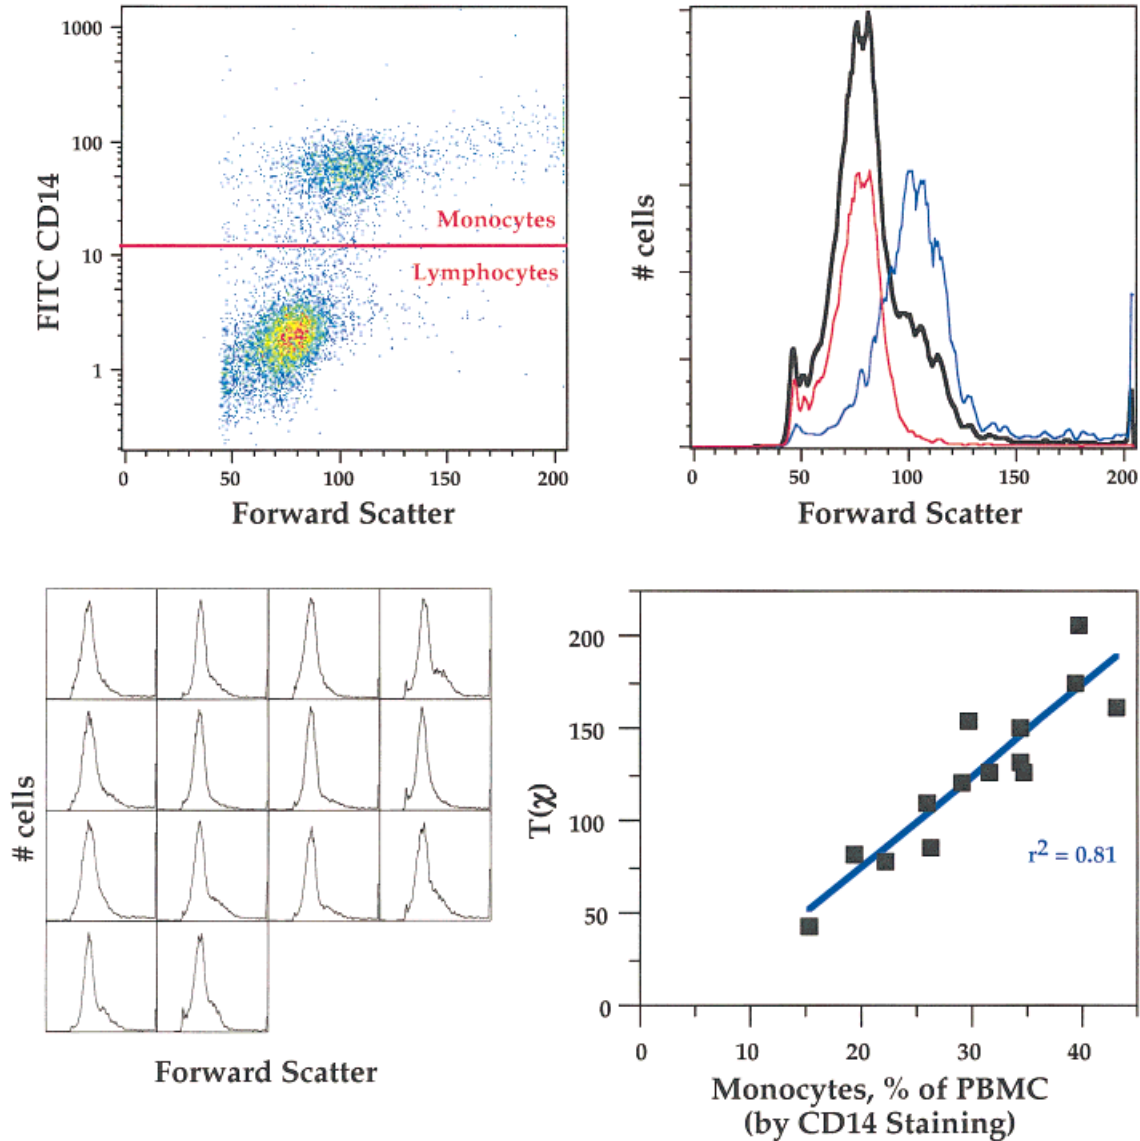 1000
100
10
1
FITC CD14
Monocytes
Lymphocytes
0 50 100 150 200
Forward Scatter
# cells
0 50 100 150 200
Forward Scatter
# cells
Forward Scatter
200
150
100
50
0
T(χ)
r² = 0.81
0 10 20 30 40
Monocytes, % of PBMC
(by CD14 Staining)